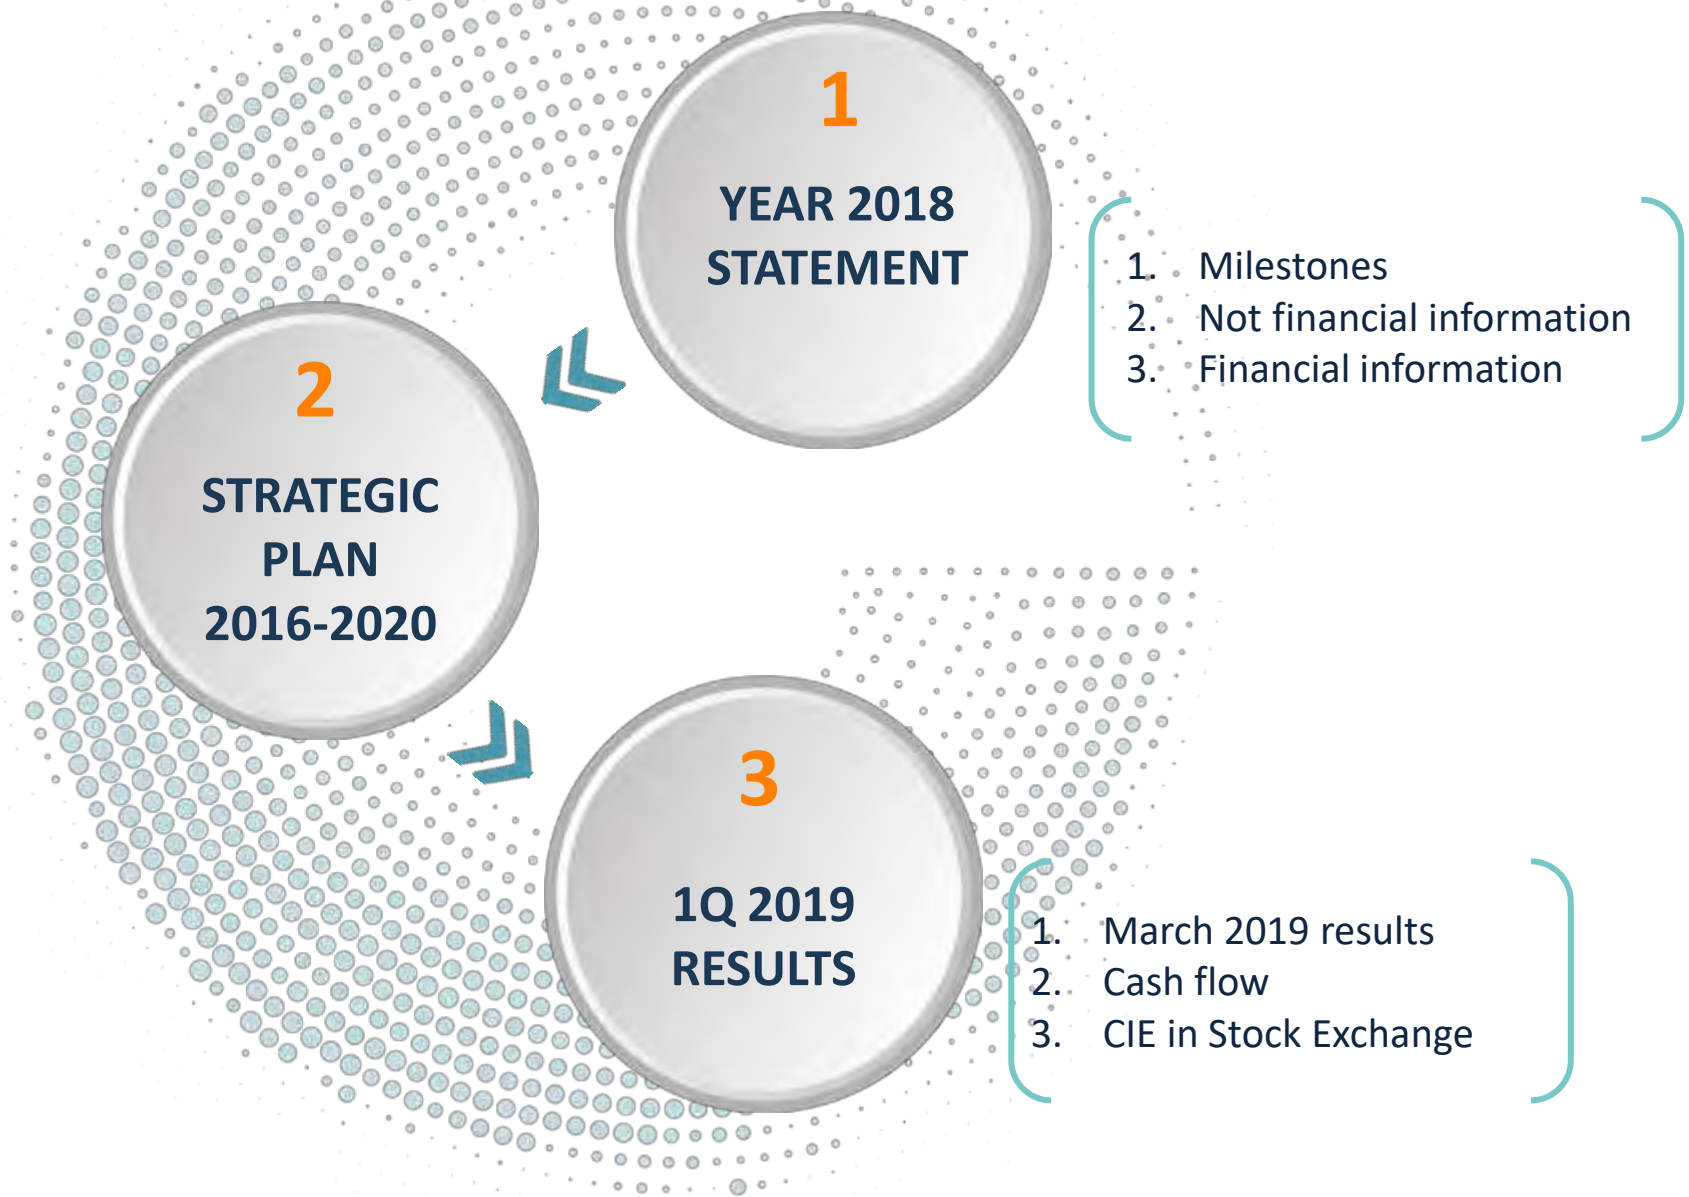 1
YEAR 2018
STATEMENT
1. Milestones
2. Not financial information
3. Financial information
2
STRATEGIC
PLAN
2016-2020
3
1Q 2019
RESULTS
1. March 2019 results
2. Cash flow
3. CIE in Stock Exchange